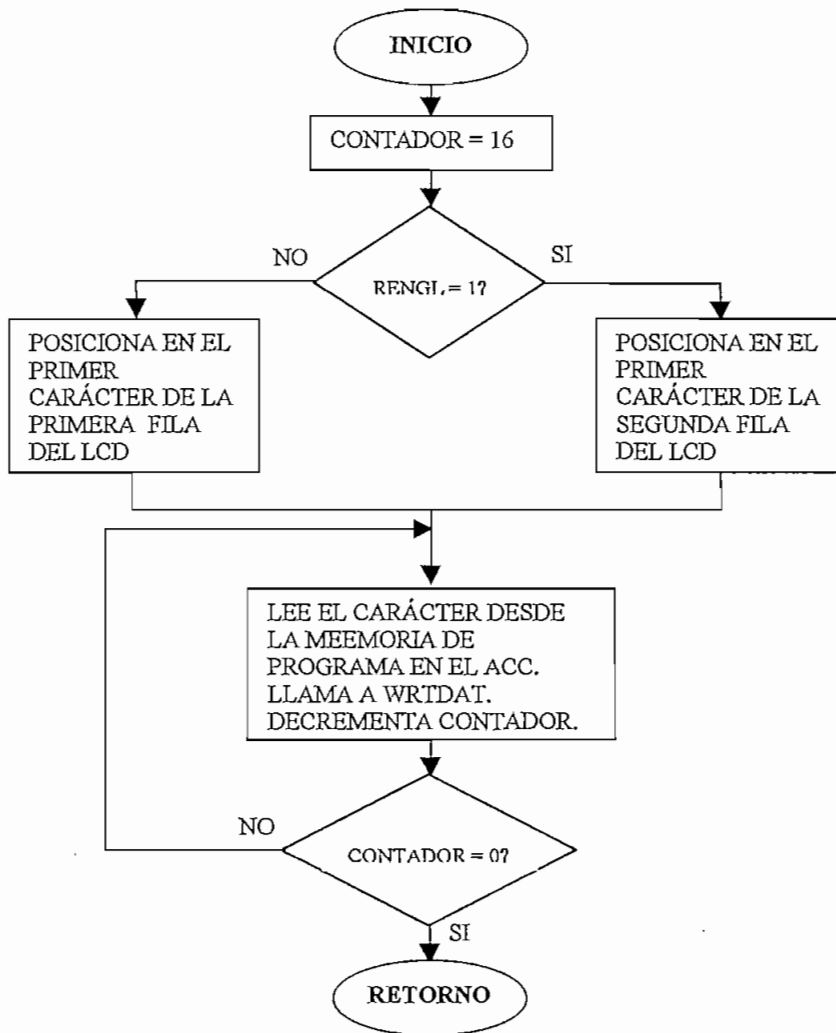 INICIO
CONTADOR = 16
NO
SI
RENGL = 1?
POSICIONA EN EL
PRIMER
CARÁCTER DE LA
PRIMERA FILA
DEL LCD
POSICIONA EN EL
PRIMER
CARÁCTER DE LA
SEGUNDA FILA
DEL LCD
LEE EL CARÁCTER DESDE
LA MEEMORIA DE
PROGRAMA EN EL ACC.
LLAMA A WRTDAT.
DECREMENTA CONTADOR.
NO
CONTADOR = 0?
SI
RETORNO